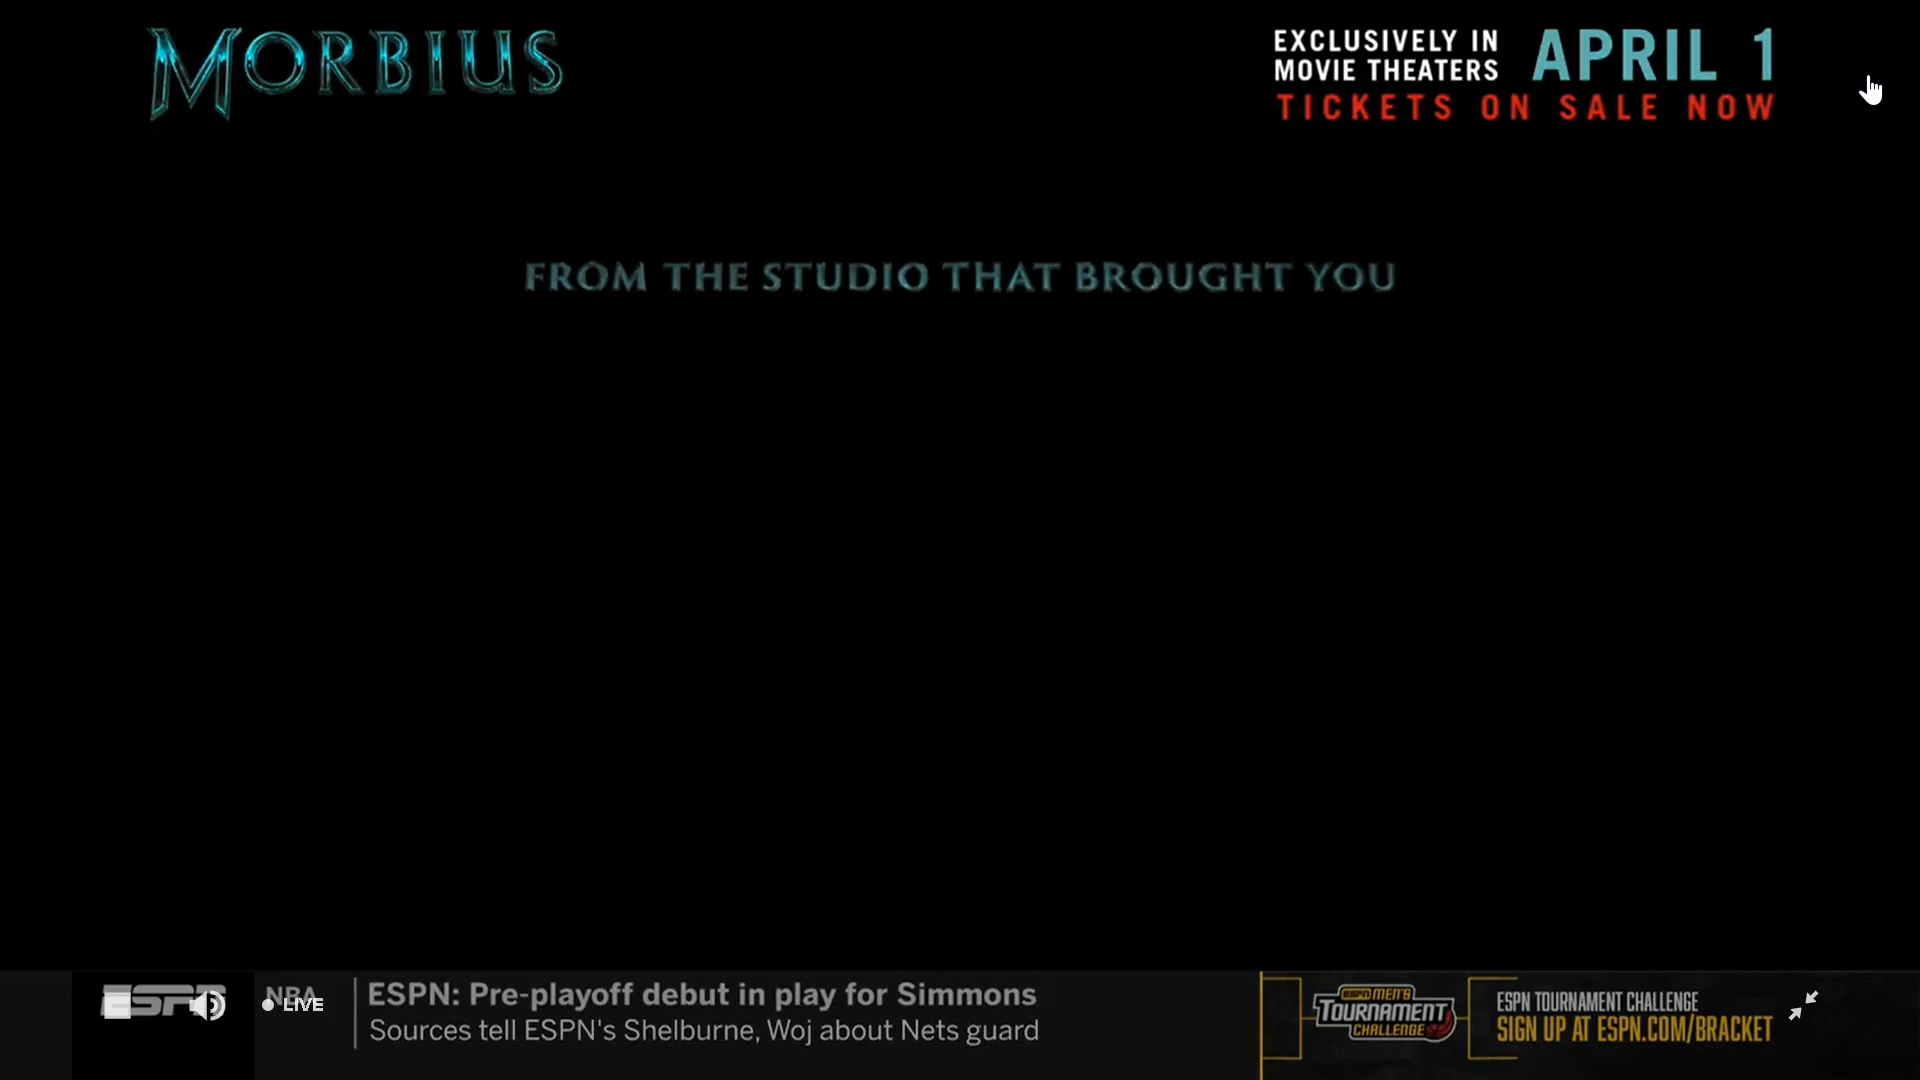 MORBIUS
EXCLUSIVELY IN
MOVIE THEATERS
APRIL 1
TICKETS ON SALE NOW
FROM THE STUDIO THAT BROUGHT YOU
ESPN
NBA
LIVE
ESPN: Pre-playoff debut in play for Simmons
Sources tell ESPN's Shelburne, Woj about Nets guard
ESPN MEN'S
TOURNAMENT
CHALLENGE
ESPN TOURNAMENT CHALLENGE
SIGN UP AT ESPN.COM/BRACKET